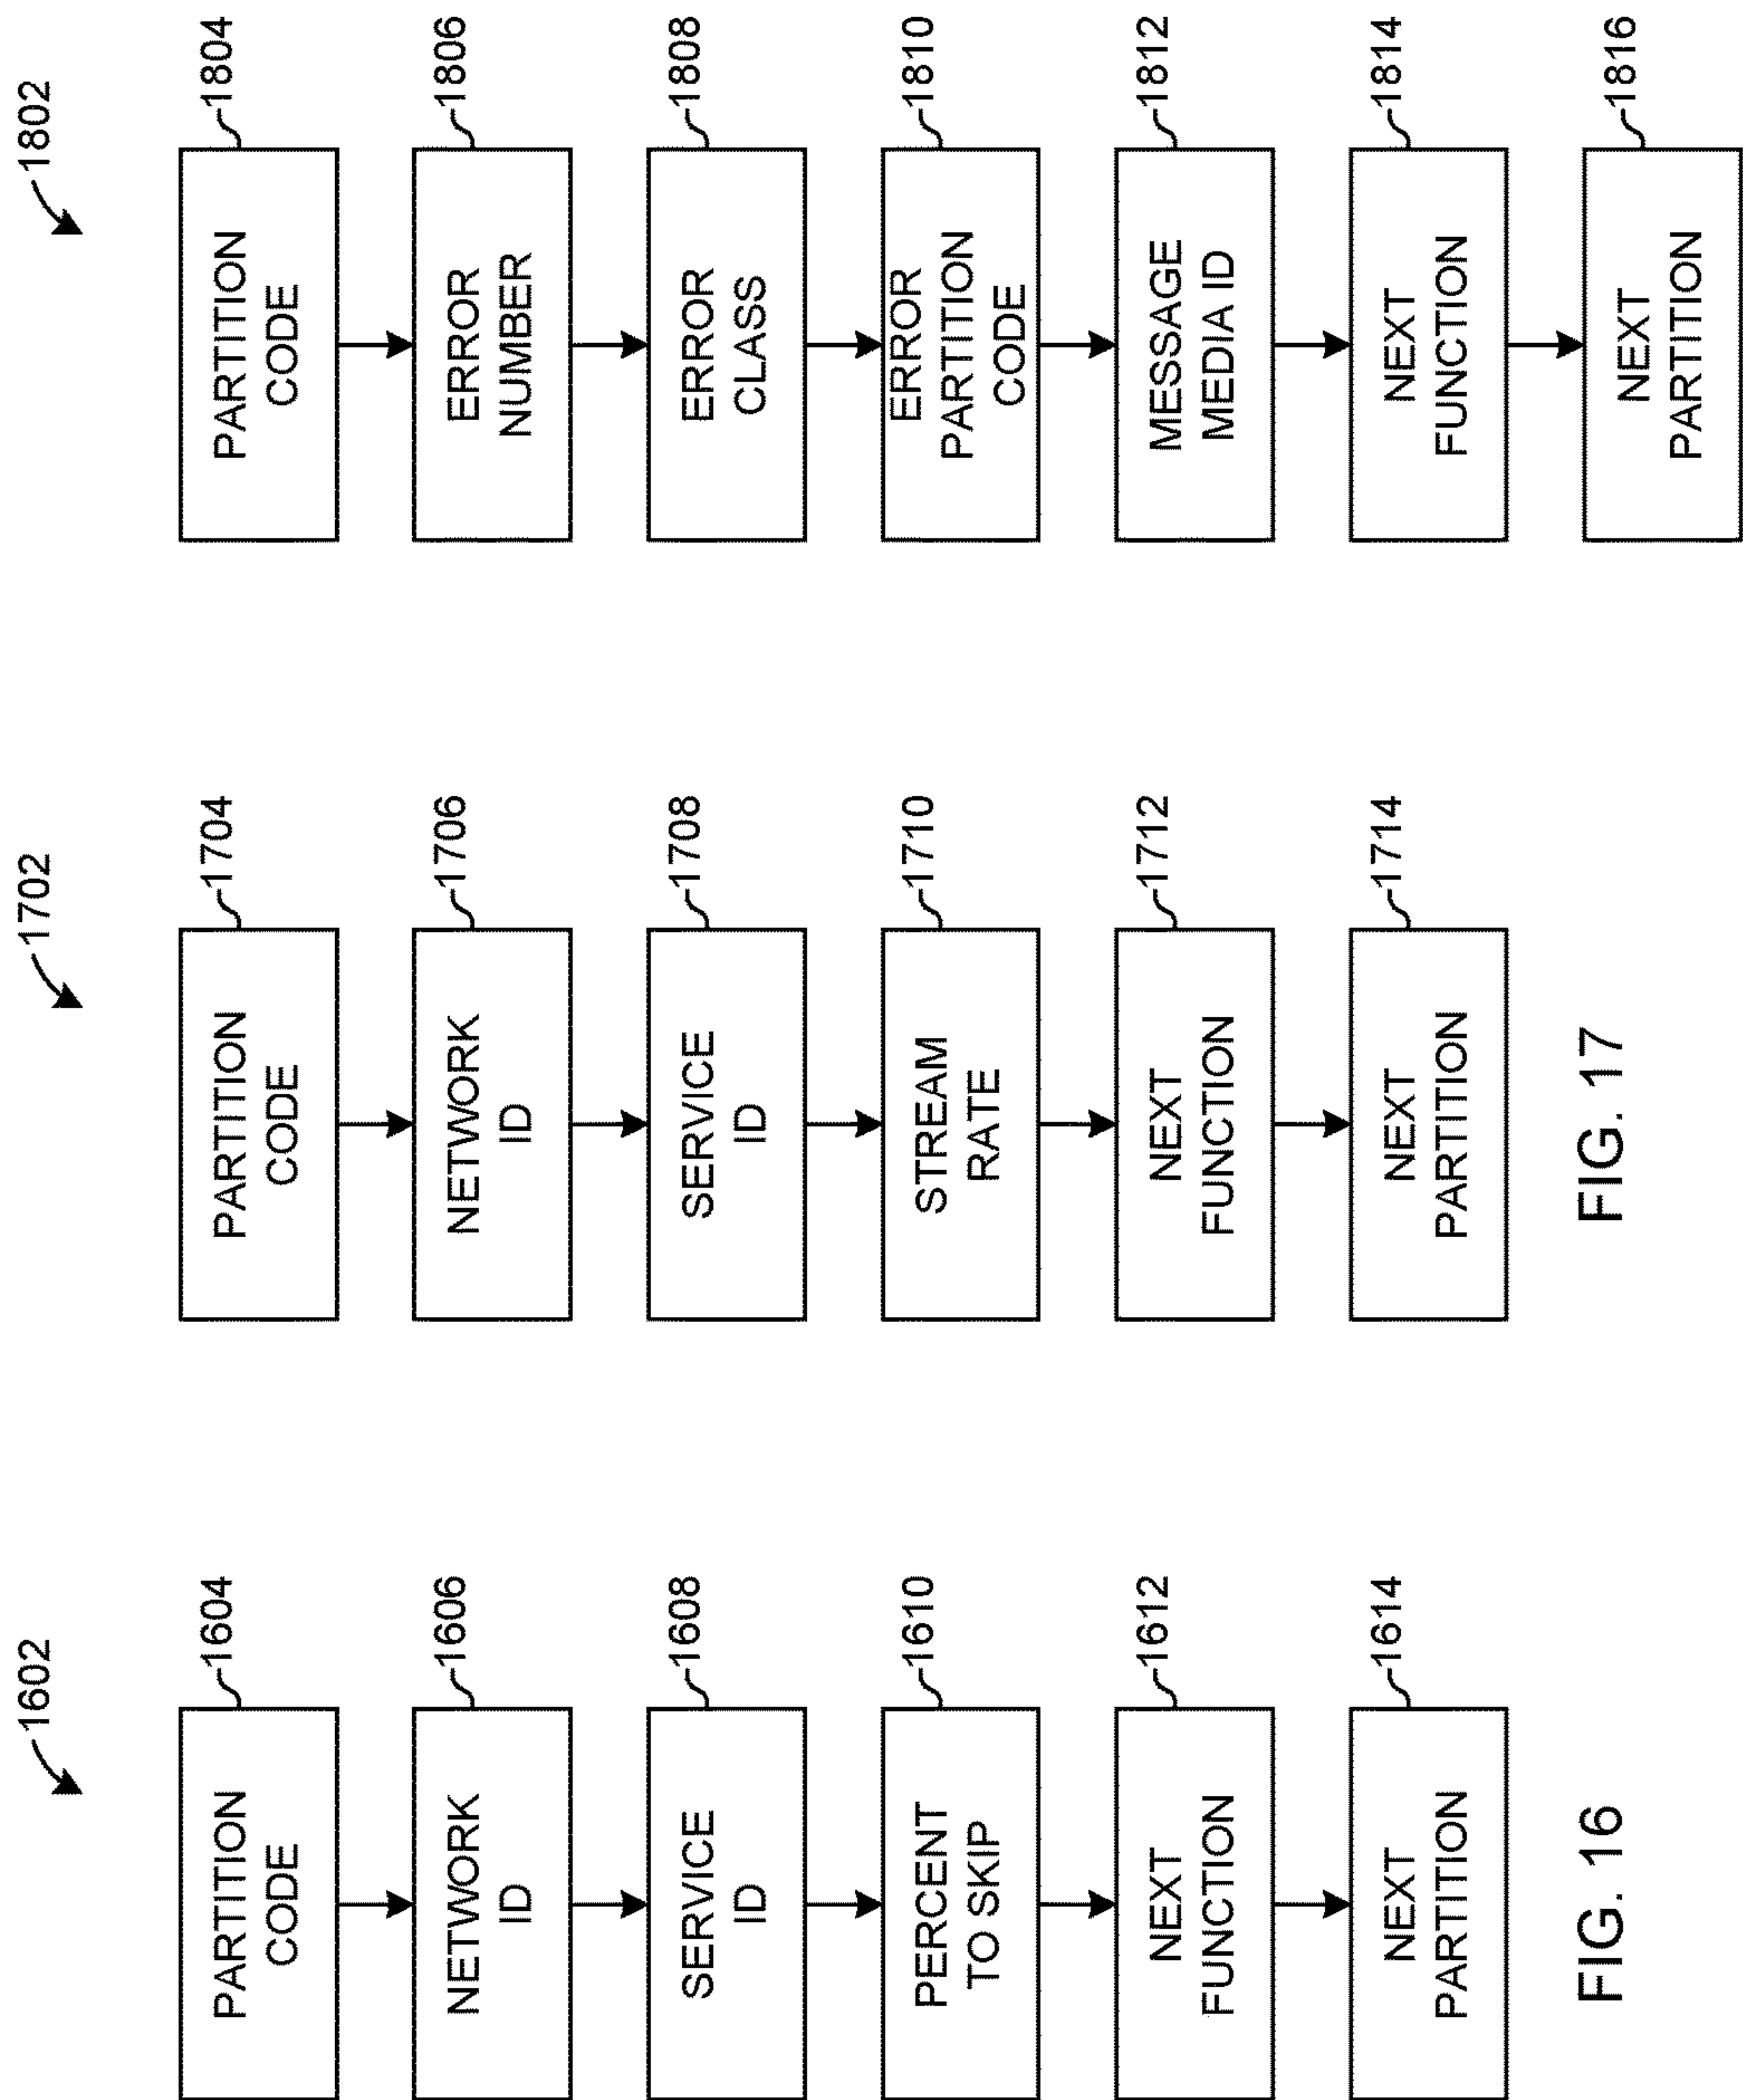 1602
PARTITION
CODE
1604
NETWORK
ID
1606
SERVICE
ID
1608
PERCENT
TO SKIP
1610
NEXT
FUNCTION
1612
NEXT
PARTITION
1614
FIG. 16
1702
PARTITION
CODE
1704
NETWORK
ID
1706
SERVICE
ID
1708
STREAM
RATE
1710
NEXT
FUNCTION
1712
NEXT
PARTITION
1714
FIG. 17
1802
PARTITION
CODE
1804
ERROR
NUMBER
1806
ERROR
CLASS
1808
ERROR
PARTITION
CODE
1810
MESSAGE
MEDIA ID
1812
NEXT
FUNCTION
1814
NEXT
PARTITION
1816